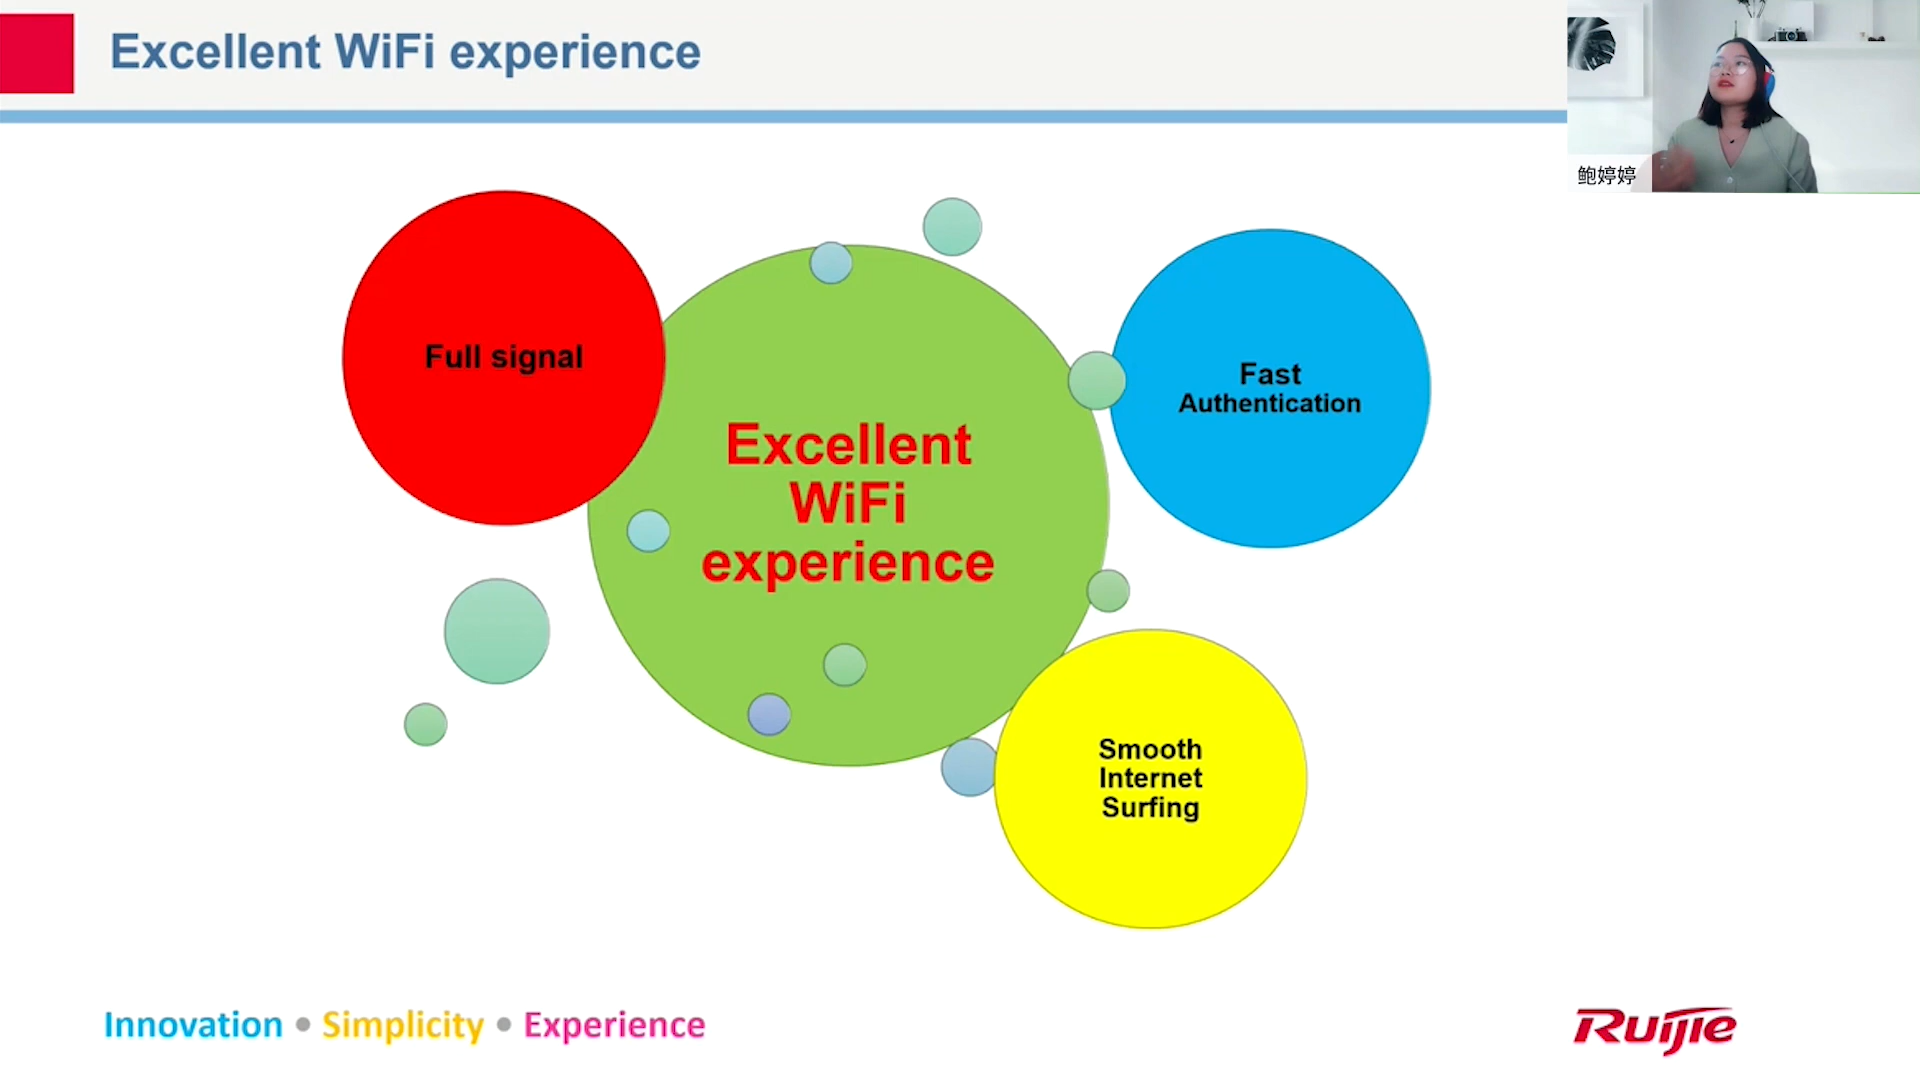 Excellent WiFi experience
鲍婷婷
Full signal
Excellent
WiFi
experience
Fast
Authentication
Smooth
Internet
Surfing
Innovation • Simplicity • Experience
Ruijie